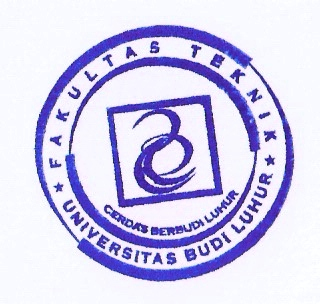 FAKULTAS TEKNIK
CERDAS BERBUDI LUHUR
UNIVERSITAS BUDI LUHUR